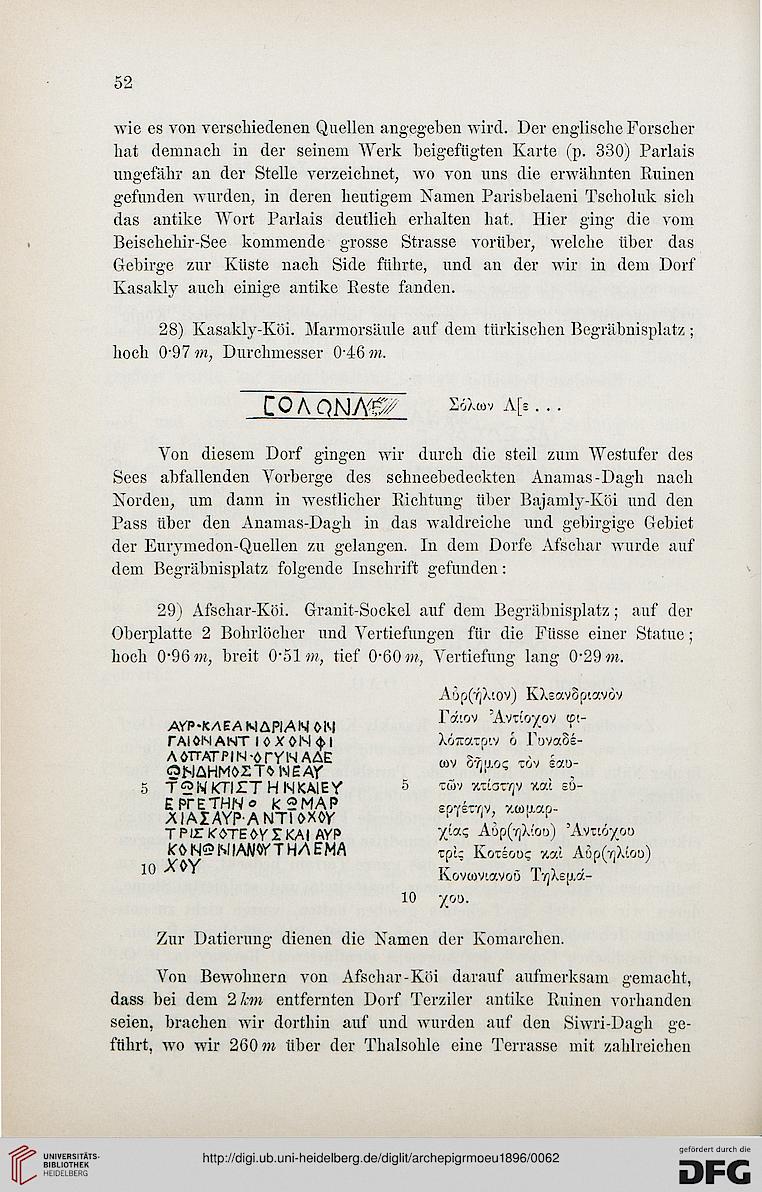 52
wie es von verschiedenen Quellen angegeben wird. Der englische Forscher
hat demnach in der seinem Werk beigefügten Karte (p. 330) Parlais
ungefähr an der Stelle verzeichnet, wo von uns die erwähnten Ruinen
gefunden wurden, in deren heutigem Namen Parisbelaeni Tscholuk sich
das antike Wort Parlais deutlich erhalten hat. Hier ging die vom
Beischehir-See kommende grosse Strasse vorüber, welche über das
Gebirge zur Küste nach Side führte, und an der wir in dem Dorf
Kasakly auch einige antike Reste fanden.
28) Kasakly-Köi. Marmorsäule auf dem türkischen Begräbnisplatz;
hoch 0·97 m, Durchmesser 0·46 m.
ΣΟΛΩΝΛΕ Σόλων Λ[ε . . .
Von diesem Dorf gingen wir durch die steil zum Westufer des
Sees abfallenden Vorberge des schneebedeckten Anamas-Dagh nach
Norden, um dann in westlicher Richtung über Bajamly-Köi und den
Pass über den Anamas-Dagh in das waldreiche und gebirgige Gebiet
der Eurymedon-Quellen zu gelangen. In dem Dorfe Afschar wurde auf
dem Begräbnisplatz folgende Inschrift gefunden:
29) Afschar-Köi. Granit-Sockel auf dem Begräbnisplatz; auf der
Oberplatte 2 Bohrlöcher und Vertiefungen für die Füsse einer Statue;
hoch 0·96 m, breit 0·51 m, tief 0·60 m, Vertiefung lang 0·29 m.
ΑΥΡ·ΚΛΕΑΝΔΡΙΑΝΟΝ
ΓΑΙΟΝΑΝΤΙΟΧΟΝΦΙ
ΛΟΠΑΤΡΙΝ·ΟΓΥΝΑΔΕ
ΩΝΔΗΜΟΣΤΟΝΕΑΥ
5 ΤΩΝΚΤΙΣΤΗΝΚΑΙΕΥ
ΕΡΓΕΤΗΝ ο ΚΩΜΑΡ
ΧΙΑΣΑΥΡ·ΑΝΤΙΟΧΟΥ
ΤΡΙΣΚΟΤΕΟΥΣΚΑΙΑΥΡ
ΚΟΝΩΝΙΑΝΟΥΤΗΛΕΜΑ
10 ΧΟΥ
Αὐρ(ήλιον) Κλεανδριανὸν
Γάιον Ἀντίοχον φι-
λόπατριν ὁ Γυναδέ-
ων δῆμος τὸν ἑαυ-
5 τῶν κτίστην καὶ εὐ-
εργέτην, κωμαρ-
χίας Αὐρ(ηλίου) Ἀντιόχου
τρὶς Κοτέους καὶ Αὐρ(ηλίου)
Κονωνιανοῦ Τηλεμά-
10 χου.
Zur Datierung dienen die Namen der Komarchen.
Von Bewohnern von Afschar-Köi darauf aufmerksam gemacht,
dass bei dem 2 km entfernten Dorf Terziler antike Ruinen vorhanden
seien, brachen wir dorthin auf und wurden auf den Siwri-Dagh ge-
führt, wo wir 260 m über der Thalsohle eine Terrasse mit zahlreichen
UNIVERSITÄTS-
BIBLIOTHEK
HEIDELBERG
http://digi.ub.uni-heidelberg.de/diglit/archepigrmoeu1896/0062
gefördert durch die
DFG